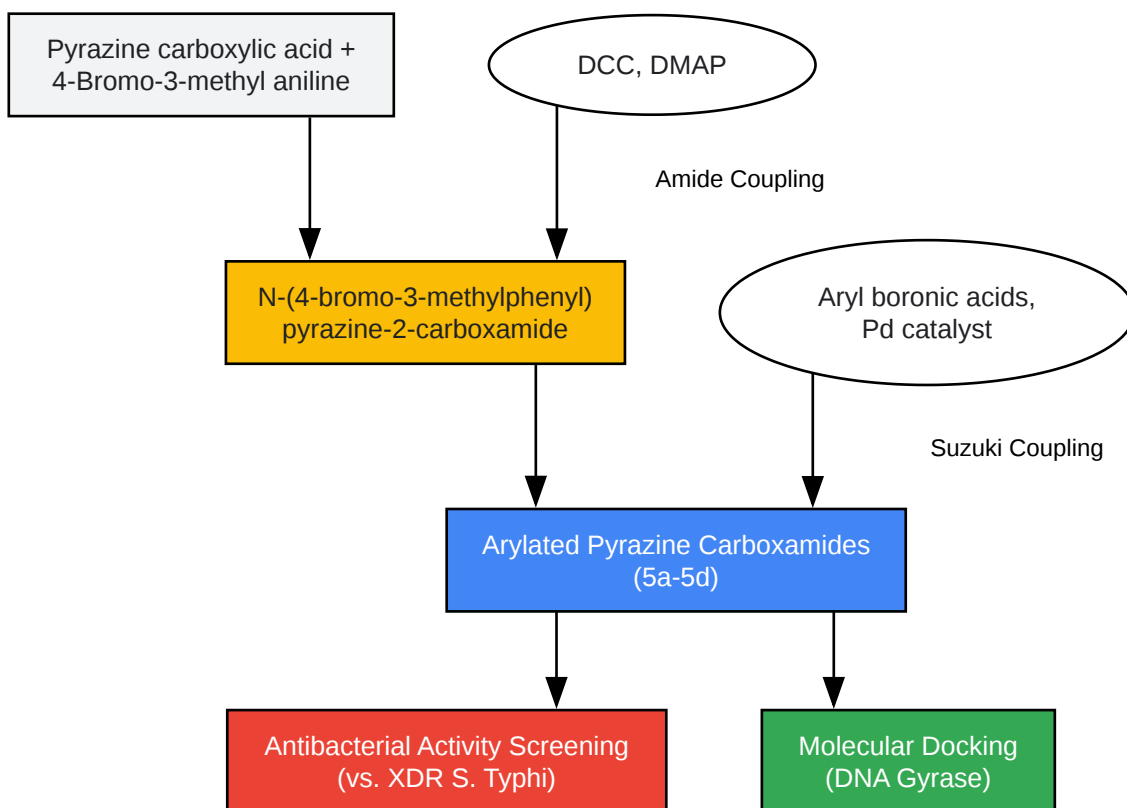 Pyrazine carboxylic acid +
4-Bromo-3-methyl aniline
DCC, DMAP
Amide Coupling
N-(4-bromo-3-methylphenyl)
pyrazine-2-carboxamide
Aryl boronic acids,
Pd catalyst
Suzuki Coupling
Arylated Pyrazine Carboxamides
(5a-5d)
Antibacterial Activity Screening
(vs. XDR S. Typhi)
Molecular Docking
(DNA Gyrase)